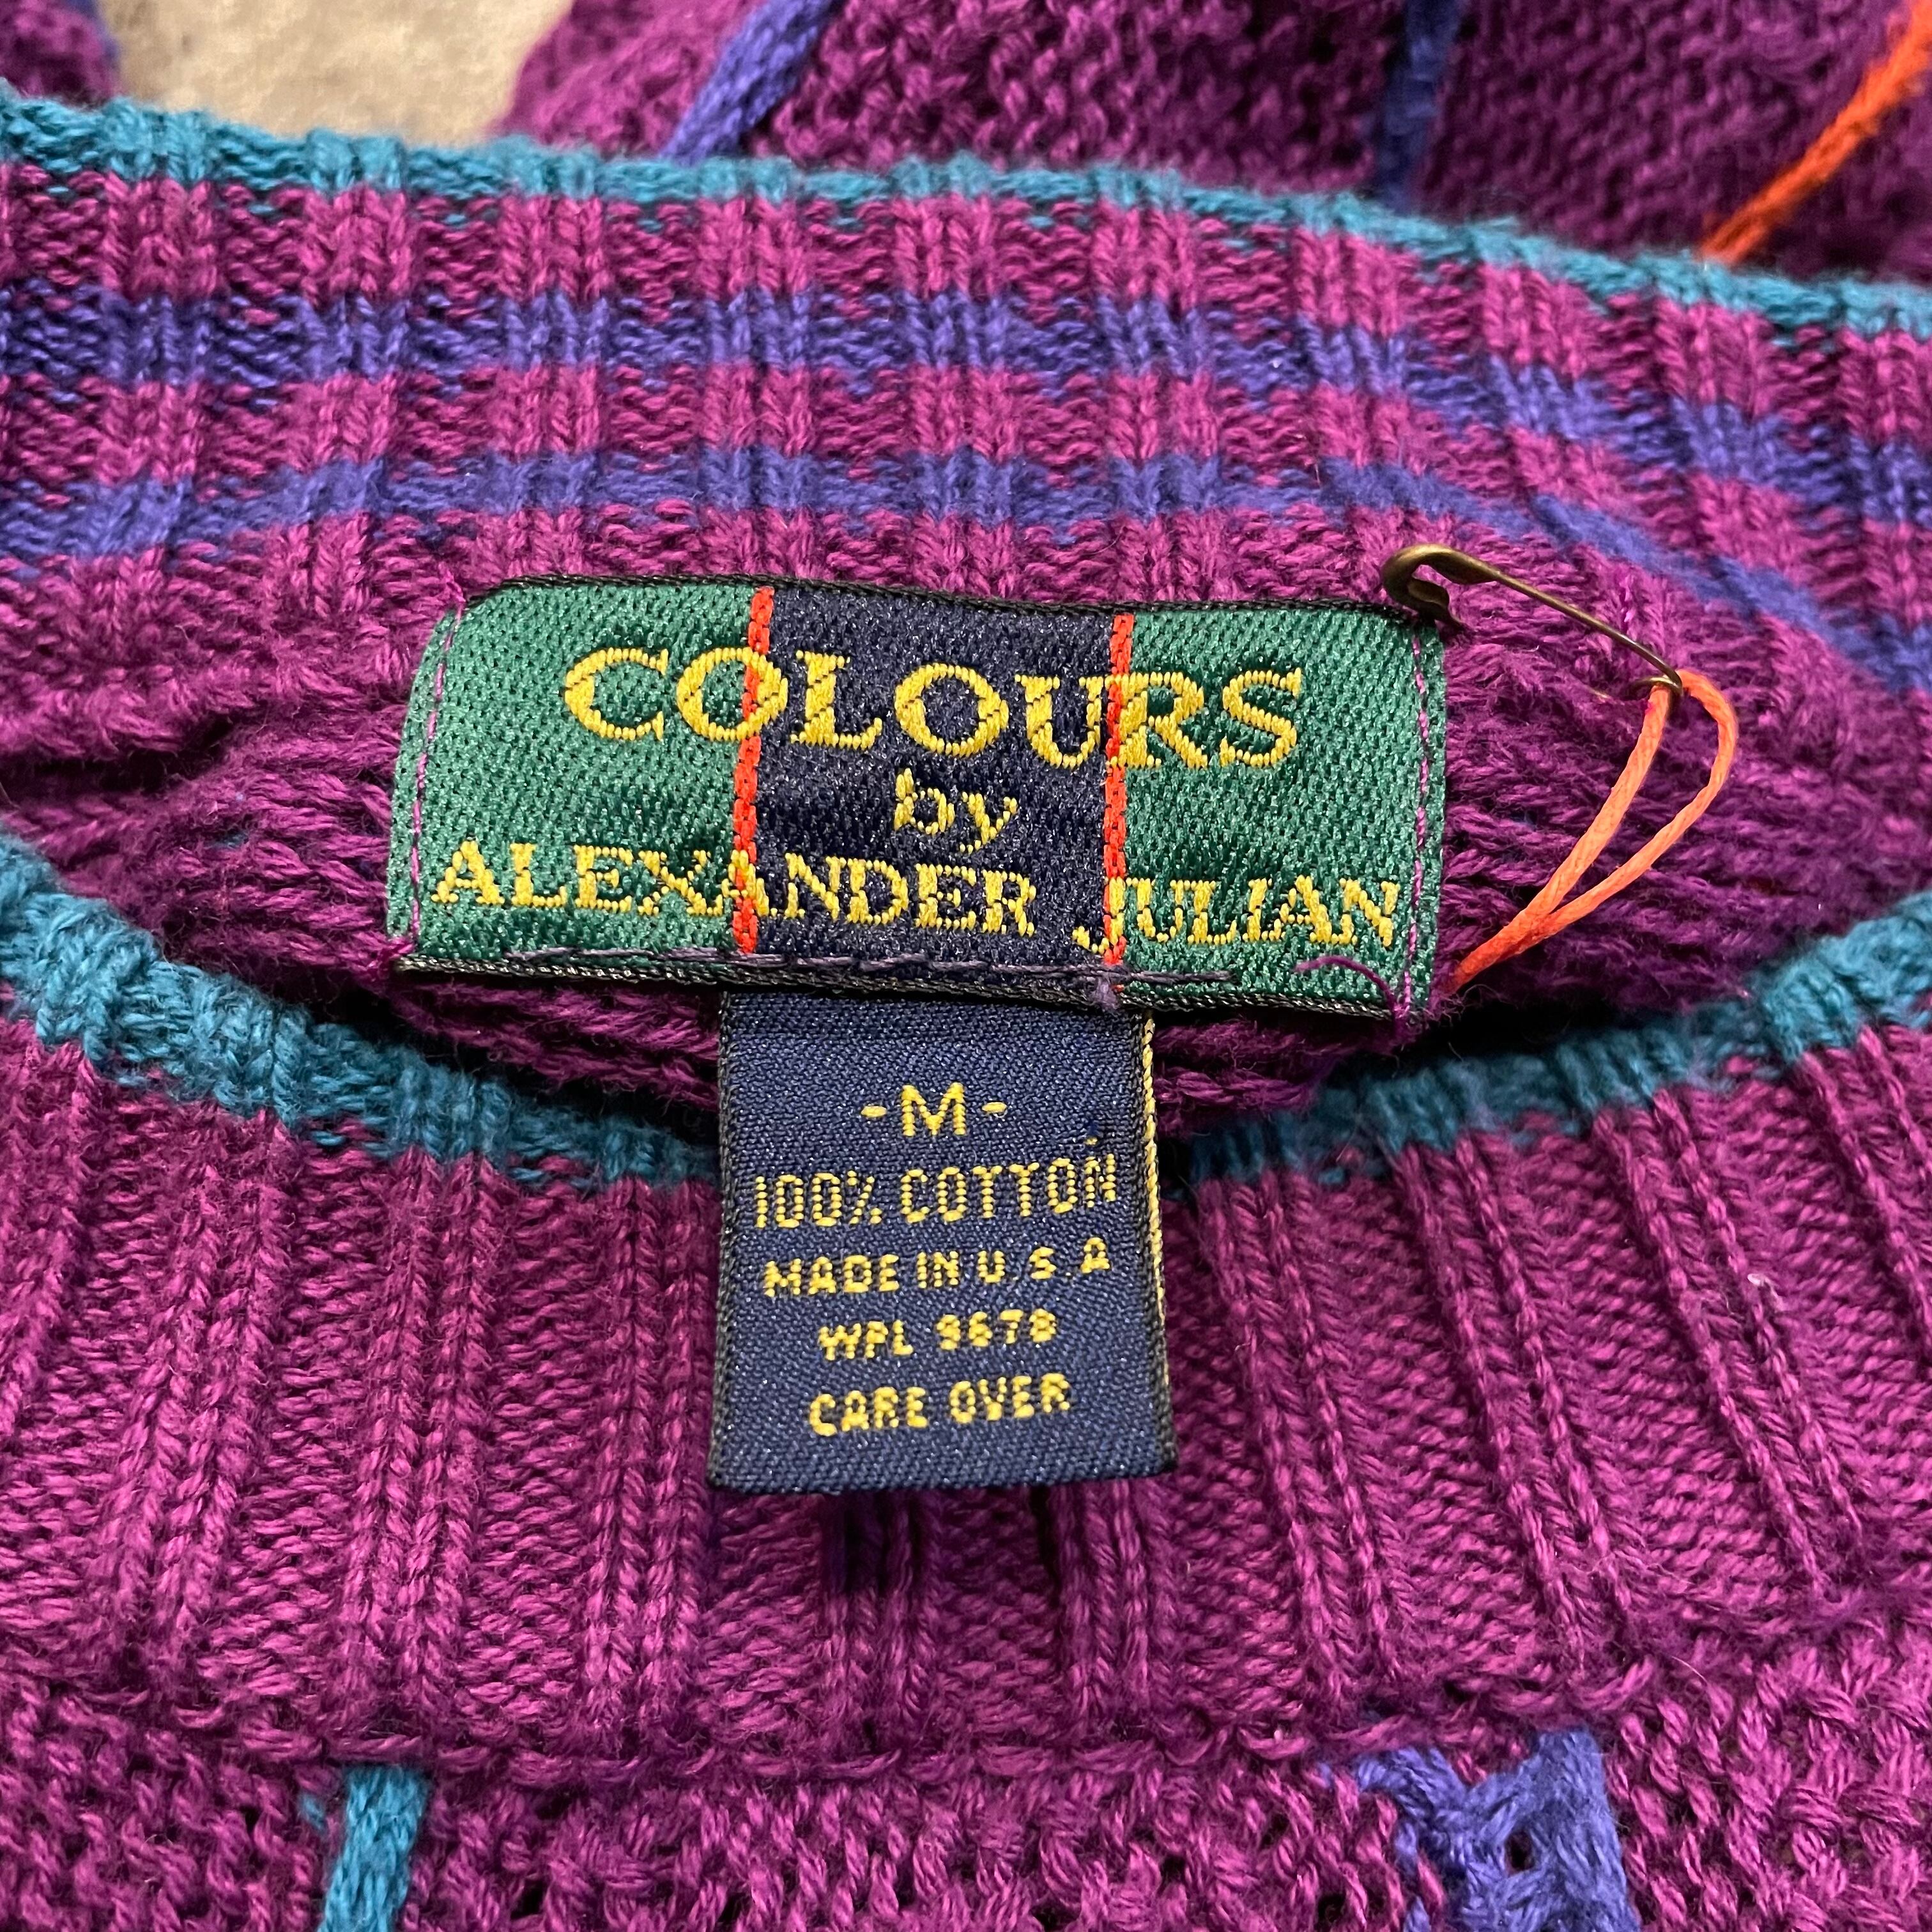 COLOURS
by
ALEXANDER JULIAN
-M-
100% COTTON
MADE IN U.S.A
WPL 9678
CARE OVER